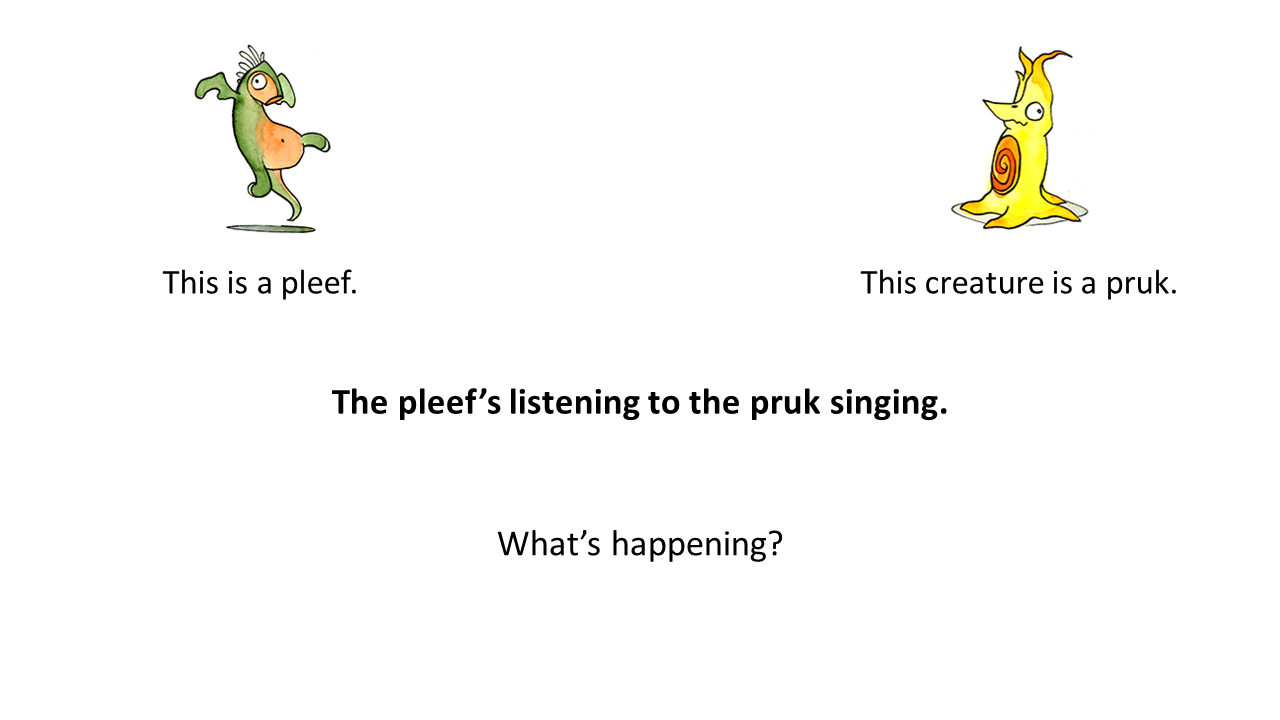 This is a pleef.
This creature is a pruk.
The pleef’s listening to the pruk singing.
What’s happening?